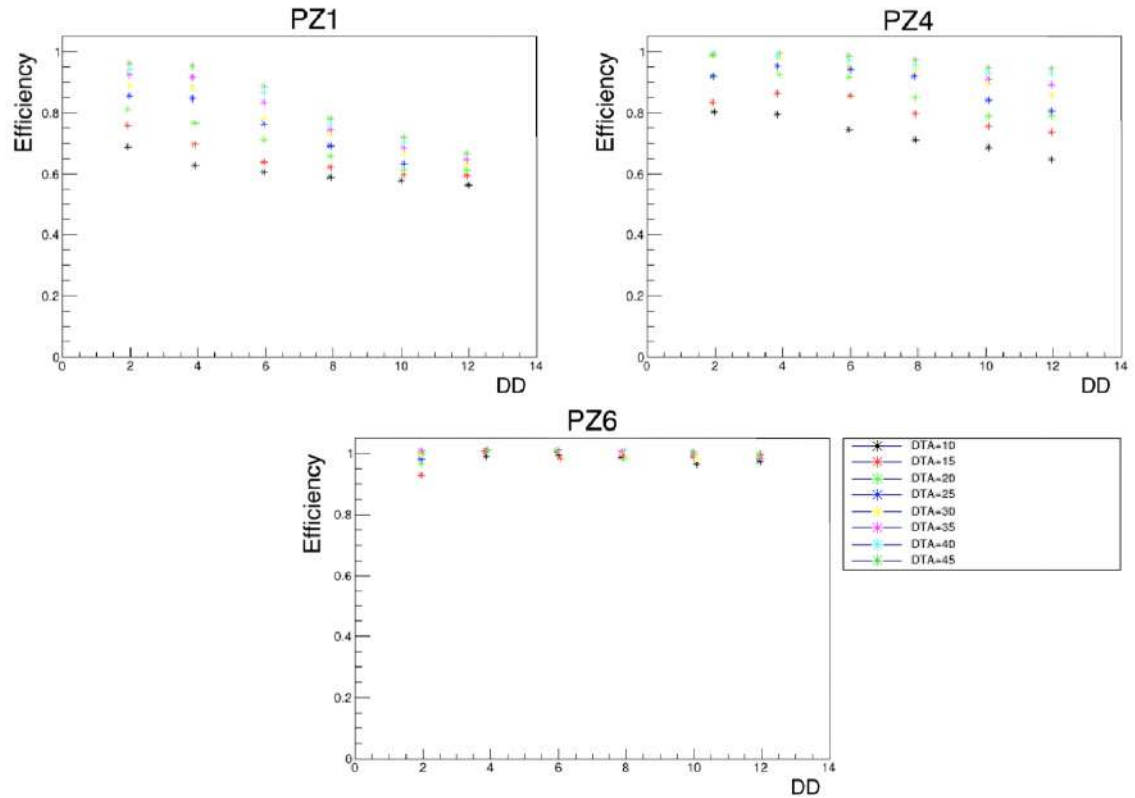 PZ1
Efficiency
1
0.8
0.6
0.4
0.2
0
0 2 4 6 8 10 12 14
DD
PZ4
Efficiency
1
0.8
0.6
0.4
0.2
0
0 2 4 6 8 10 12 14
DD
PZ6
Efficiency
1
0.8
0.6
0.4
0.2
0
0 2 4 6 8 10 12 14
DD
DTA=10
DTA=15
DTA=20
DTA=25
DTA=30
DTA=35
DTA=40
DTA=45